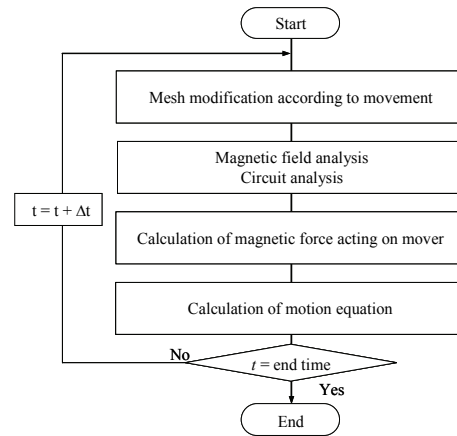 Start
Mesh modification according to movement
Magnetic field analysis
Circuit analysis
t = t + Δt
Calculation of magnetic force acting on mover
Calculation of motion equation
No
t = end time
Yes
End